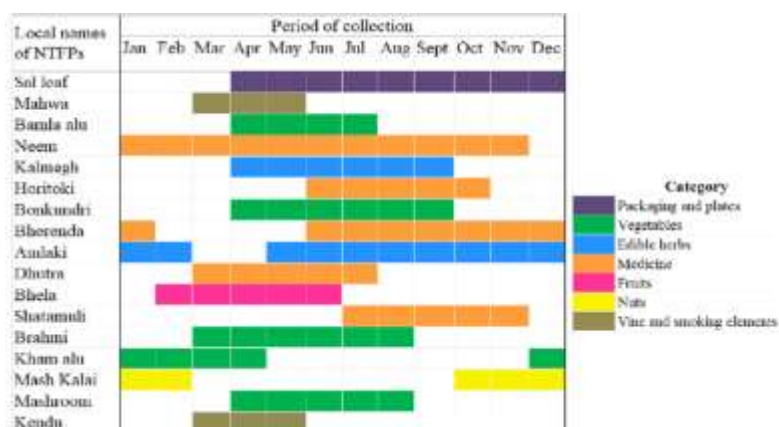 Local names
of NTFPs
Period of collection
Jan Feb Mar Apr May Jun Jul Aug Sept Oct Nov Dec
Sal leaf
Mahwa
Bamla alu
Neem
Kalmegh
Horitoki
Bonkundri
Bherenda
Amlaki
Dhutra
Bhela
Shatamuli
Brahmi
Kham alu
Mash Kalai
Mashroom
Kendu
Category
Packaging and plates
Vegetables
Edible herbs
Medicine
Fruits
Nuts
Vine and smoking elements